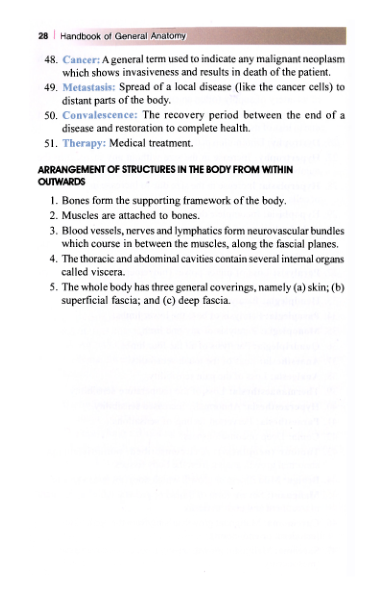 28 | Handbook of General Anatomy
48. Cancer: A general term used to indicate any malignant neoplasm
which shows invasiveness and results in death of the patient.
49. Metastasis: Spread of a local disease (like the cancer cells) to
distant parts of the body.
50. Convalescence: The recovery period between the end of a
disease and restoration to complete health.
51. Therapy: Medical treatment.
ARRANGEMENT OF STRUCTURES IN THE BODY FROM WITHIN
OUTWARDS
1. Bones form the supporting framework of the body.
2. Muscles are attached to bones.
3. Blood vessels, nerves and lymphatics form neurovascular bundles
which course in between the muscles, along the fascial planes.
4. The thoracic and abdominal cavities contain several internal organs
called viscera.
5. The whole body has three general coverings, namely (a) skin; (b)
superficial fascia; and (c) deep fascia.